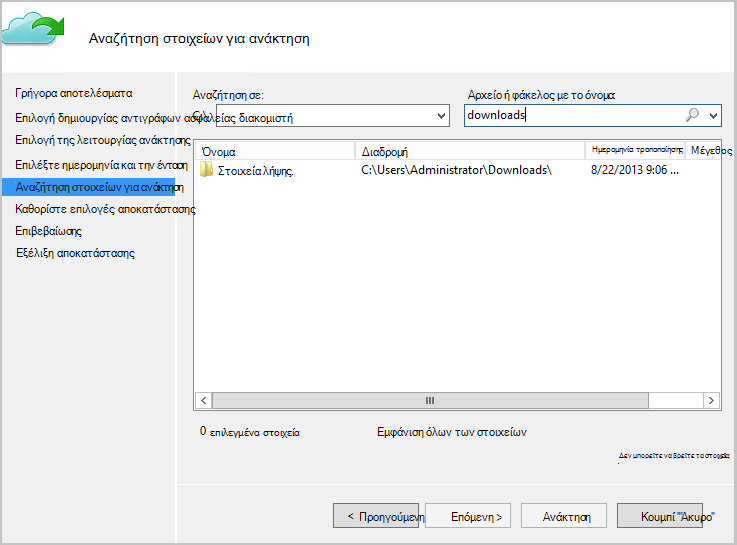 Αναζήτηση στοιχείων για ανάκτηση
Γρήγορα αποτελέσματα
Επιλογή δημιουργίας αντιγράφων ασφαλείας διακομιστή
Επιλογή της λειτουργίας ανάκτησης
Επιλέξτε ημερομηνία και την ένταση
Αναζήτηση στοιχείων για ανάκτηση
Καθορίστε επιλογές αποκατάστασης
Επιβεβαίωσης
Εξέλιξη αποκατάστασης
Αναζήτηση σε:
Αρχείο ή φάκελος με το όνομα
downloads
Όνομα Διαδρομή Ημερομηνία τροποποίησης Μέγεθος
Στοιχεία λήψης. C:\Users\Administrator\Downloads\ 8/22/2013 9:06 ...
0 επιλεγμένα στοιχεία
Εμφάνιση όλων των στοιχείων
Δεν μπορείτε να βρείτε τα στοιχεία;
< Προηγούμενη Επόμενη > Ανάκτηση Κουμπί "Άκυρο"